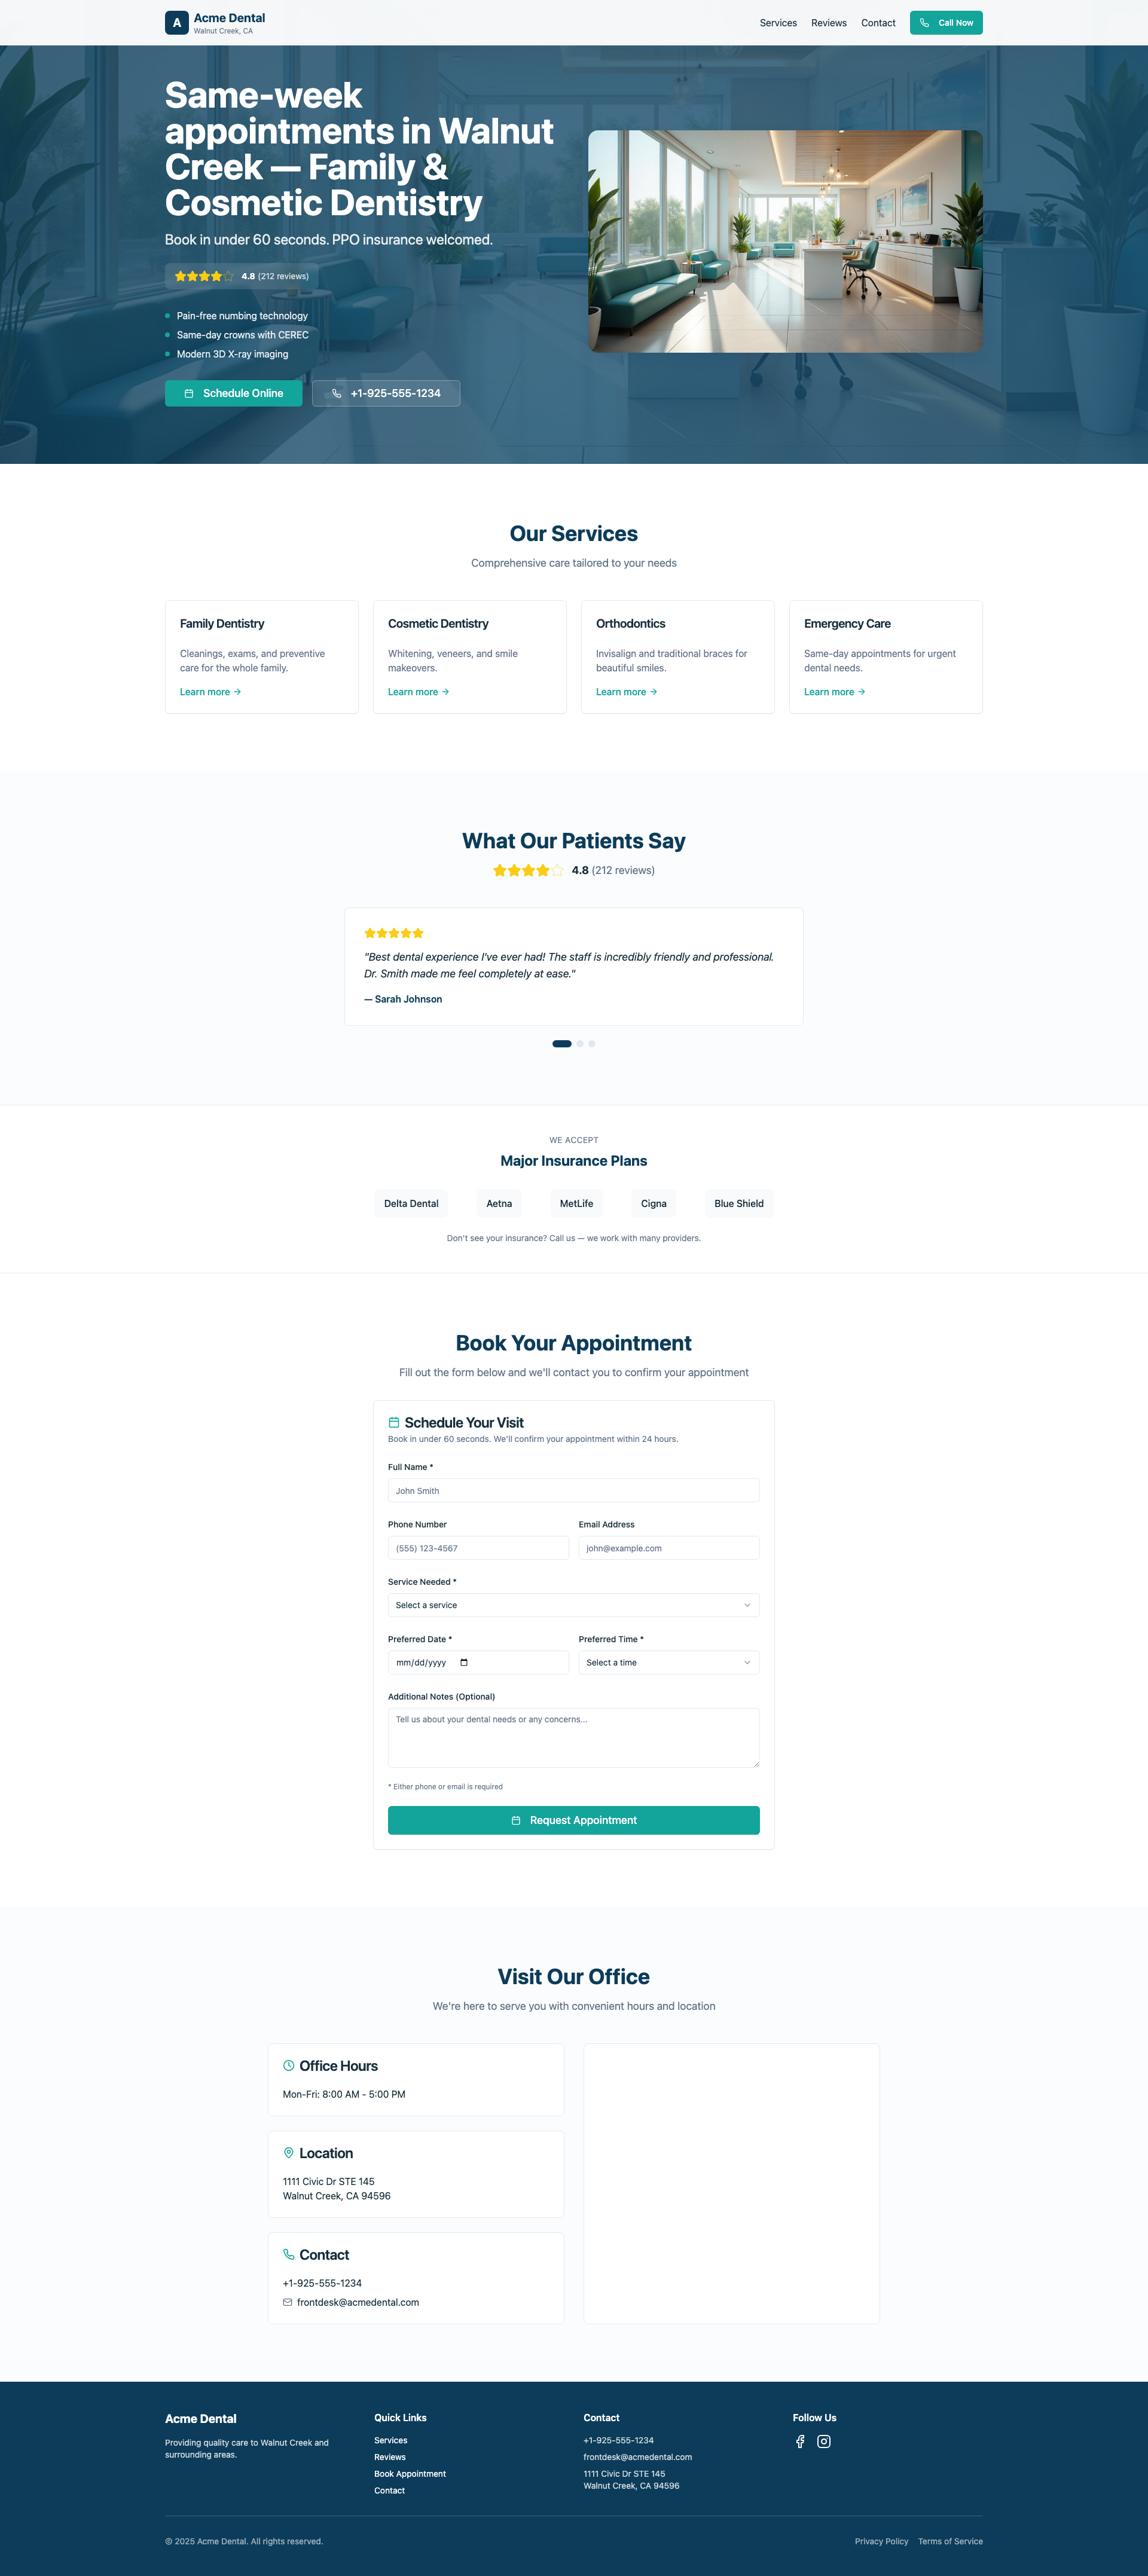 A
Acme Dental
Walnut Creek, CA
Services
Reviews
Contact
Call Now
Same-week
appointments in Walnut
Creek — Family &
Cosmetic Dentistry
Book in under 60 seconds. PPO insurance welcomed.
4.8 (212 reviews)
Pain-free numbing technology
Same-day crowns with CEREC
Modern 3D X-ray imaging
Schedule Online
+1-925-555-1234
Our Services
Comprehensive care tailored to your needs
Family Dentistry
Cleanings, exams, and preventive
care for the whole family.
Learn more →
Cosmetic Dentistry
Whitening, veneers, and smile
makeovers.
Learn more →
Orthodontics
Invisalign and traditional braces for
beautiful smiles.
Learn more →
Emergency Care
Same-day appointments for urgent
dental needs.
Learn more →
What Our Patients Say
4.8 (212 reviews)
"Best dental experience I've ever had! The staff is incredibly friendly and professional.
Dr. Smith made me feel completely at ease."
— Sarah Johnson
WE ACCEPT
Major Insurance Plans
Delta Dental
Aetna
MetLife
Cigna
Blue Shield
Don't see your insurance? Call us — we work with many providers.
Book Your Appointment
Fill out the form below and we'll contact you to confirm your appointment
Schedule Your Visit
Book in under 60 seconds. We'll confirm your appointment within 24 hours.
Full Name *
John Smith
Phone Number
(555) 123-4567
Email Address
john@example.com
Service Needed *
Select a service
Preferred Date *
mm/dd/yyyy
Preferred Time *
Select a time
Additional Notes (Optional)
Tell us about your dental needs or any concerns...
* Either phone or email is required
Request Appointment
Visit Our Office
We're here to serve you with convenient hours and location
Office Hours
Mon-Fri: 8:00 AM - 5:00 PM
Location
1111 Civic Dr STE 145
Walnut Creek, CA 94596
Contact
+1-925-555-1234
frontdesk@acmedental.com
Acme Dental
Providing quality care to Walnut Creek and
surrounding areas.
Quick Links
Services
Reviews
Book Appointment
Contact
Contact
+1-925-555-1234
frontdesk@acmedental.com
1111 Civic Dr STE 145
Walnut Creek, CA 94596
Follow Us
© 2025 Acme Dental. All rights reserved.
Privacy Policy
Terms of Service